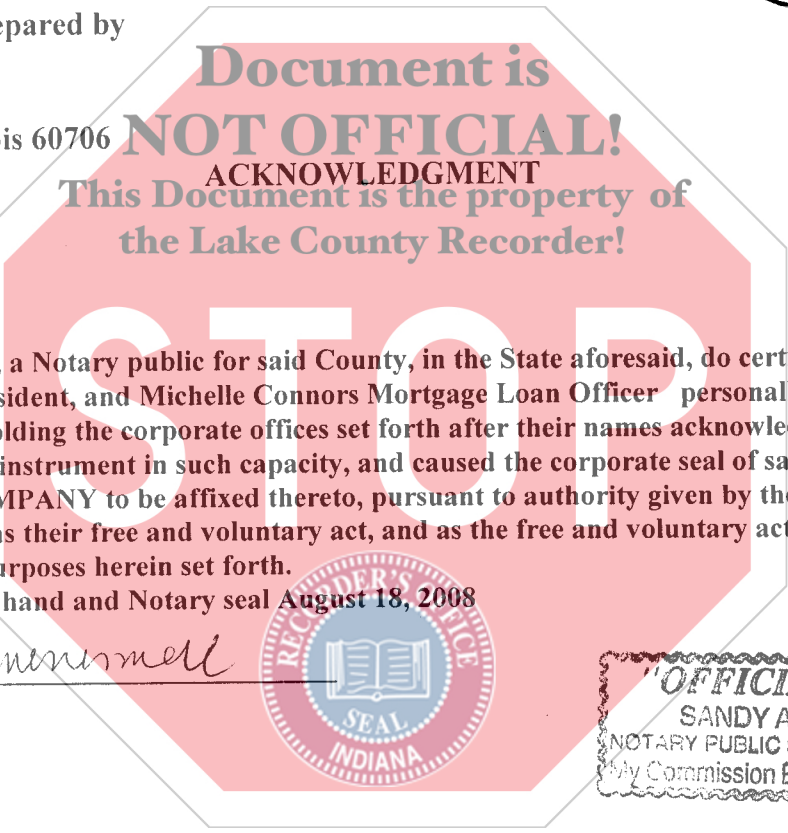 epared by
Document is
is 60706 NOT OFFICIAL!
ACKNOWLEDGMENT
This Document is the property of
the Lake County Recorder!
STOP
, a Notary public for said County, in the State aforesaid, do cert
sident, and Michelle Connors Mortgage Loan Officer personal
olding the corporate offices set forth after their names acknowle
instrument in such capacity, and caused the corporate seal of sa
MPANY to be affixed thereto, pursuant to authority given by the
as their free and voluntary act, and as the free and voluntary act
urposes herein set forth.
hand and Notary seal August 18, 2008
RECORDER'S OFFICE
SEAL
INDIANA
"OFFICI
SANDY A
NOTARY PUBLIC
My Commission E